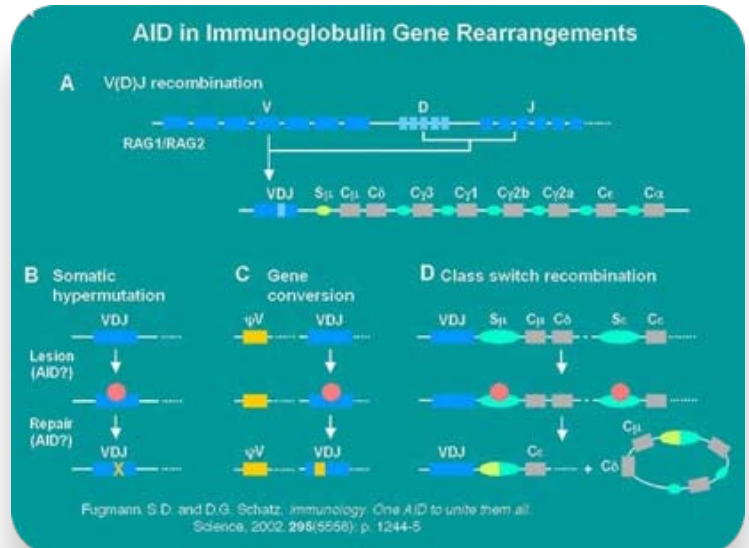 AID in Immunoglobulin Gene Rearrangements
A V(D)J recombination
V D J
RAG1/RAG2
VDJ Sμ Cμ Cδ Cγ3 Cγ1 Cγ2b Cγ2a Cε Cα
B Somatic hypermutation
C Gene conversion
D Class switch recombination
VDJ ψV VDJ VDJ Sμ Cμ Cδ Sε Cε
Lesion
(AID?)
Repair
(AID?)
VDJ ψV VDJ VDJ Cε + Cδ Cμ
X
Fugmann, S.D. and D.G. Schatz, Immunology. One AID to unite them all.
Science, 2002. 295(5556): p. 1244-5